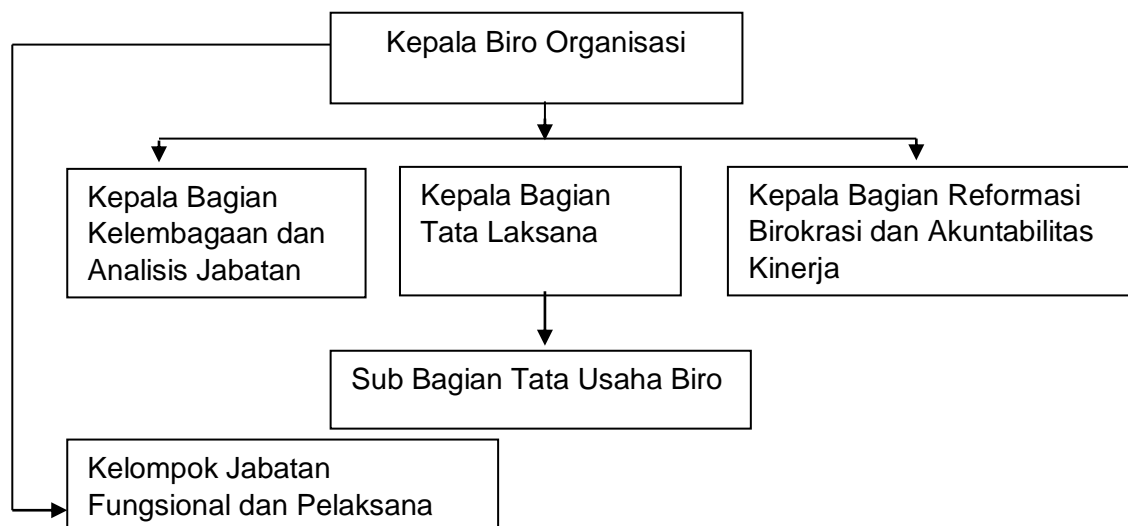 Kepala Biro Organisasi
Kepala Bagian
Kelembagaan dan
Analisis Jabatan
Kepala Bagian
Tata Laksana
Kepala Bagian Reformasi
Birokrasi dan Akuntabilitas
Kinerja
Sub Bagian Tata Usaha Biro
Kelompok Jabatan
Fungsional dan Pelaksana